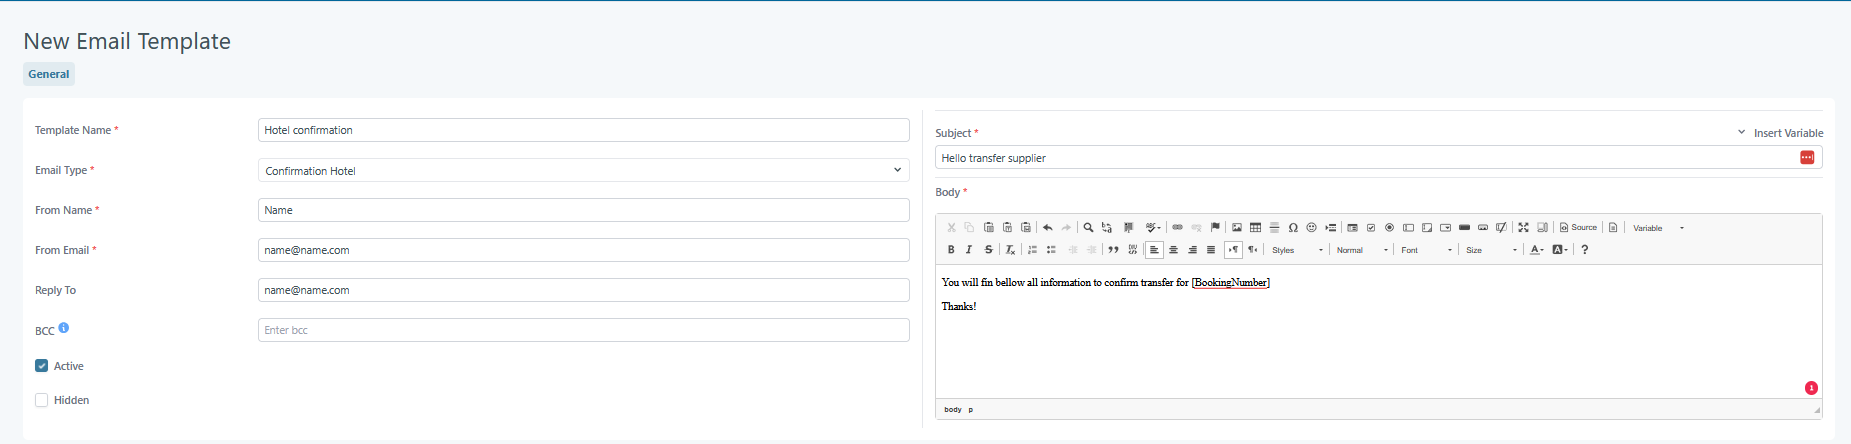 New Email Template
General
Template Name *
Hotel confirmation
Email Type *
Confirmation Hotel
From Name *
Name
From Email *
name@name.com
Reply To
name@name.com
BCC
Enter bcc
Active
Hidden
Subject *
Insert Variable
Hello transfer supplier
Body *
Source
Variable
B I S
Styles
Normal
Font
Size
A A ?
You will fin bellow all information to confirm transfer for [BookingNumber]
Thanks!
1
body p